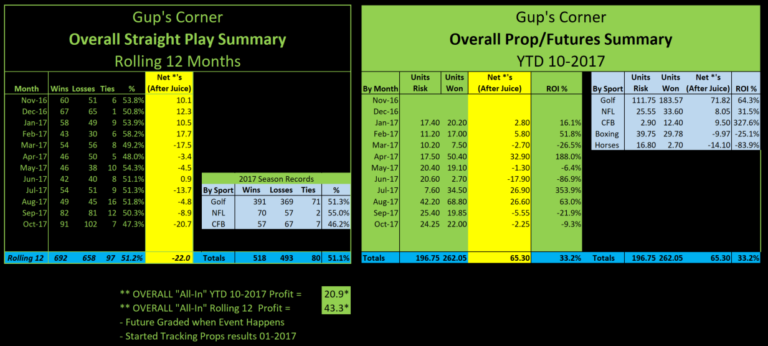 Gup's Corner
Overall Straight Play Summary
Rolling 12 Months
Net *'s
Month Wins Losses Ties % (After Juice)
Nov-16 60 51 6 53.8% 10.1
Dec-16 67 65 1 50.8% 12.3
Jan-17 58 49 9 53.9% 10.5
Feb-17 43 30 6 58.2% 17.7
Mar-17 54 56 8 49.2% -17.5
Apr-17 46 50 5 48.0% -3.4
May-17 46 38 10 54.3% -4.5
Jun-17 42 40 8 51.1% 0.9
Jul-17 54 51 9 51.3% -13.7
Aug-17 49 45 16 51.8% -4.8
Sep-17 82 81 12 50.3% -8.9
Oct-17 91 102 7 47.3% -20.7
Rolling 12 692 658 97 51.2% -22.0
2017 Season Records
By Sport Wins Losses Ties %
Golf 391 369 71 51.3%
NFL 70 57 2 55.0%
CFB 57 67 7 46.2%
Totals 518 493 80 51.1%
Gup's Corner
Overall Prop/Futures Summary
YTD 10-2017
Units Units Net *'s
By Month Risk Won (After Juice) ROI %
Nov-16
Dec-16
Jan-17 17.40 20.20 2.80 16.1%
Feb-17 11.20 17.00 5.80 51.8%
Mar-17 10.20 7.50 -2.70 -26.5%
Apr-17 17.50 50.40 32.90 188.0%
May-17 20.40 19.10 -1.30 -6.4%
Jun-17 20.60 2.70 -17.90 -86.9%
Jul-17 7.60 34.50 26.90 353.9%
Aug-17 42.20 68.80 26.60 63.0%
Sep-17 25.40 19.85 -5.55 -21.9%
Oct-17 24.25 22.00 -2.25 -9.3%
Totals 196.75 262.05 65.30 33.2%
Units Units Net *'s
By Sport Risk Won (After Juice) ROI %
Golf 111.75 183.57 71.82 64.3%
NFL 25.55 33.60 8.05 31.5%
CFB 2.90 12.40 9.50 327.6%
Boxing 39.75 29.78 -9.97 -25.1%
Horses 16.80 2.70 -14.10 -83.9%
Totals 196.75 262.05 65.30 33.2%
** OVERALL "All-In" YTD 10-2017 Profit = 20.9*
** OVERALL "All-In" Rolling 12 Profit = 43.3*
- Future Graded when Event Happens
- Started Tracking Props results 01-2017